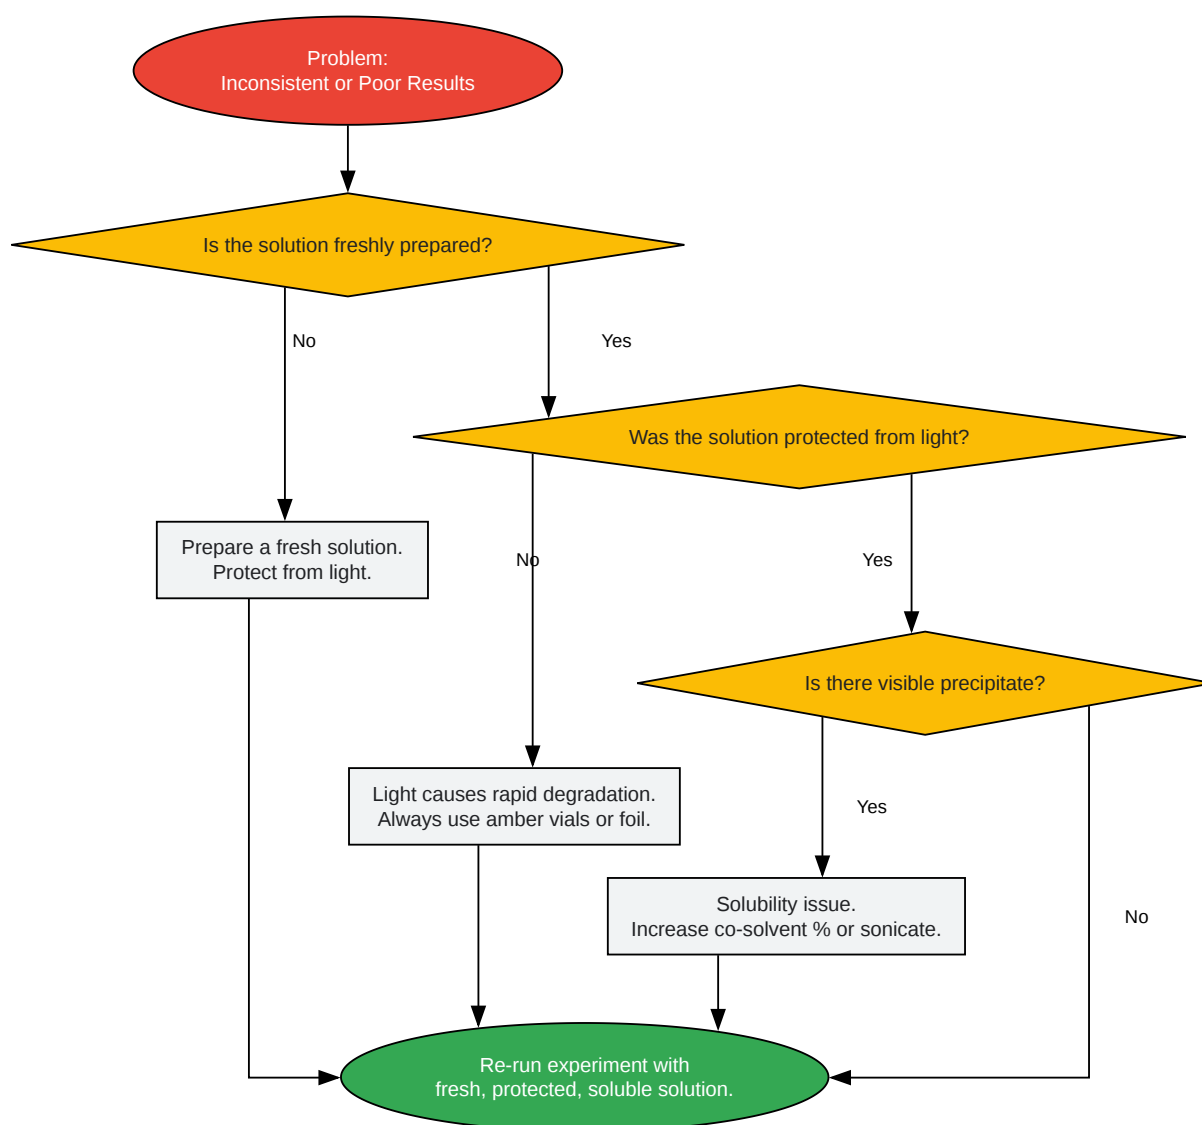 Problem:
Inconsistent or Poor Results
Is the solution freshly prepared?
No
Yes
Was the solution protected from light?
Prepare a fresh solution.
Protect from light.
No
Yes
Is there visible precipitate?
Light causes rapid degradation.
Always use amber vials or foil.
Yes
Solubility issue.
Increase co-solvent % or sonicate.
No
Re-run experiment with
fresh, protected, soluble solution.